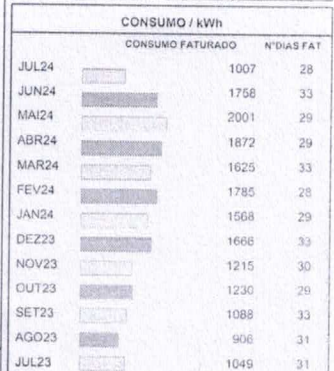 CONSUMO / kWh
CONSUMO FATURADO N°DIAS FAT
JUL24 1007 28
JUN24 1758 33
MAI24 2001 29
ABR24 1872 29
MAR24 1625 33
FEV24 1785 28
JAN24 1568 29
DEZ23 1666 33
NOV23 1215 30
OUT23 1230 29
SET23 1088 33
AGO23 906 31
JUL23 1049 31